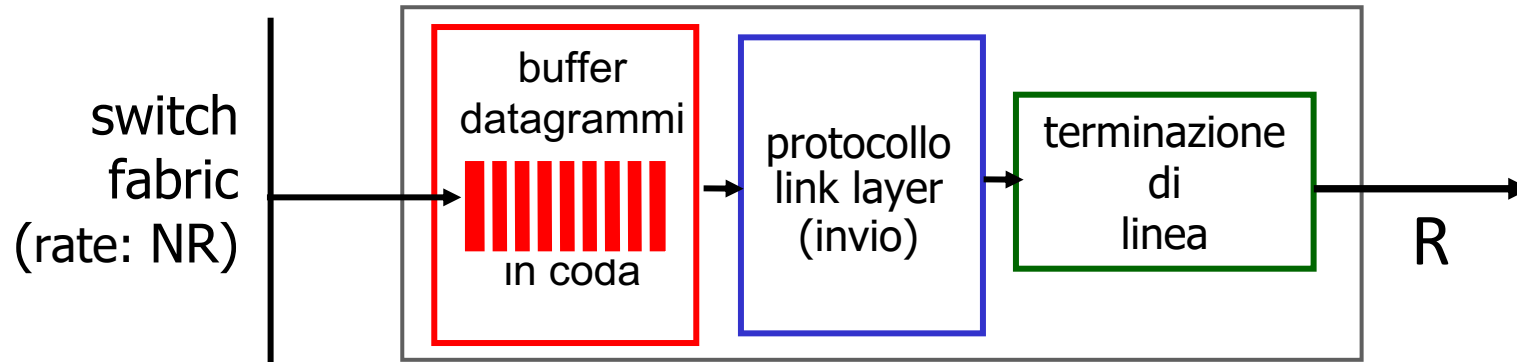 switch
fabric
(rate: NR)
buffer
datagrammi
in coda
protocollo
link layer
(invio)
terminazione
di
linea
R